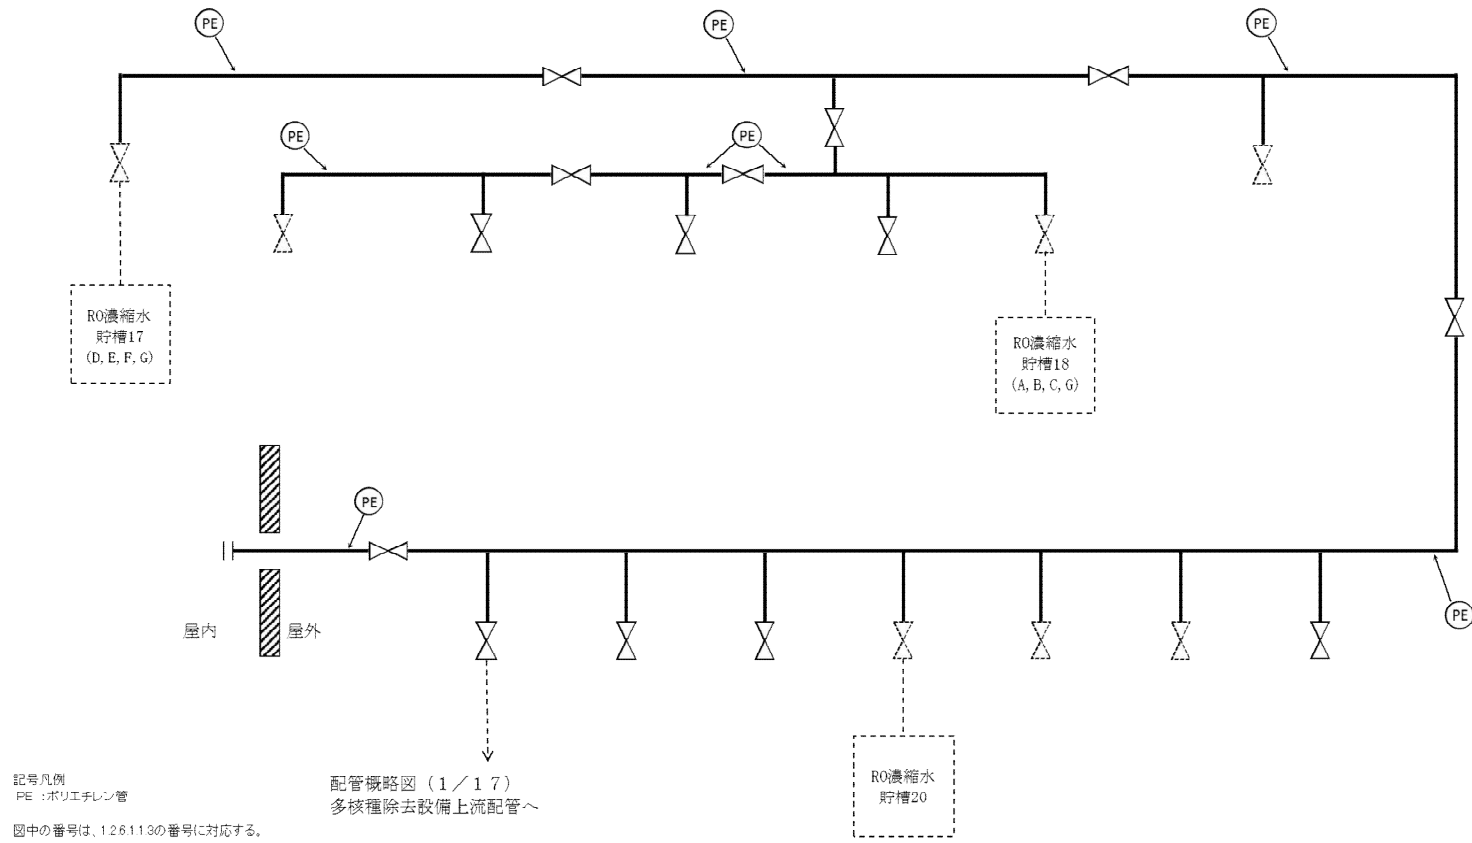 PE
PE
PE
PE
PE
RO濃縮水
貯槽17
(D, E, F, G)
RO濃縮水
貯槽18
(A, B, C, G)
PE
PE
屋内
屋外
RO濃縮水
貯槽20
配管概略図（１／１７）
多核種除去設備上流配管へ
記号凡例
PE ：ポリエチレン管
図中の番号は、1.2.6.1.1.3の番号に対応する。